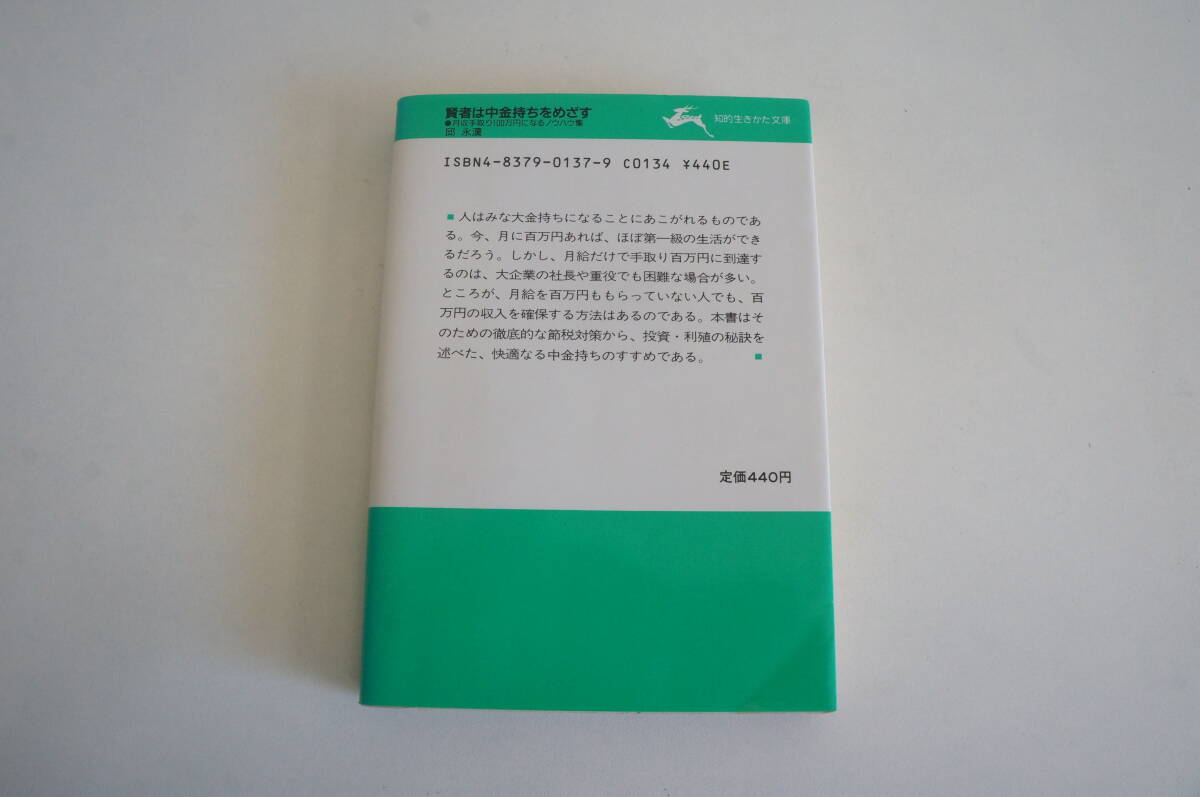 賢者は中金持ちをめざす
●月収手取り100万円になるノウハウ集
邱 永漢
知的生きかた文庫
ISBN4-8379-0137-9 C0134 ¥440E
■人はみな大金持ちになることにあこがれるものであ
る。今、月に百万円あれば、ほぼ第一級の生活ができ
るだろう。しかし、月給だけで手取り百万円に到達す
るのは、大企業の社長や重役でも困難な場合が多い。
ところが、月給を百万円ももらっていない人でも、百
万円の収入を確保する方法はあるのである。本書はそ
のための徹底的な節税対策から、投資・利殖の秘訣を
述べた、快適なる中金持ちのすすめである。 ■
定価440円